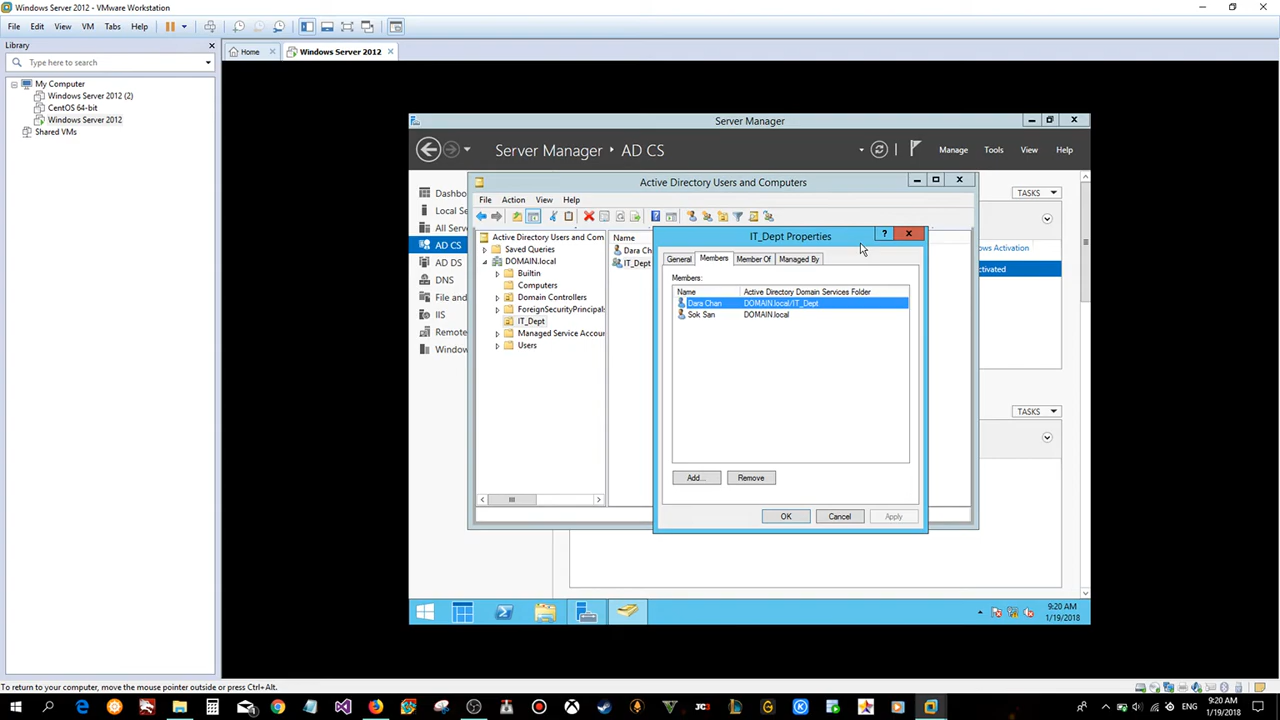 Windows Server 2012 - VMware Workstation
File Edit View VM Tabs Help
Library
Type here to search
My Computer
Windows Server 2012 (2)
CentOS 64-bit
Windows Server 2012
Shared VMs
Home
Windows Server 2012
Server Manager
Server Manager • AD CS
Manage Tools View Help
Dashbo
Local Se
All Serve
AD CS
AD DS
DNS
File and
IIS
Remote
Window
TASKS
ows Activation
ctivated
TASKS
Active Directory Users and Computers
File Action View Help
Active Directory Users and Com
Saved Queries
DOMAIN.local
Builtin
Computers
Domain Controllers
ForeignSecurityPrincipals
IT_Dept
Managed Service Accoun
Users
Name
Dara Ch
IT_Dept
IT_Dept Properties
General Members Member Of Managed By
Members:
Name Active Directory Domain Services Folder
Dara Chan DOMAIN.local/IT_Dept
Sok San DOMAIN.local
Add... Remove
OK Cancel Apply
9:20 AM
1/19/2018
To return to your computer, move the mouse pointer outside or press Ctrl+Alt.
9:20 AM
1/19/2018